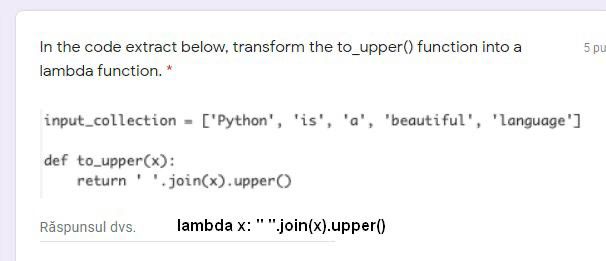 In the code extract below, transform the to_upper() function into a
lambda function. *
5 pu
input_collection = ['Python', 'is', 'a', 'beautiful', 'language']
def to_upper(x):
return ' '.join(x).upper()
Răspunsul dvs.
lambda x: " ".join(x).upper()